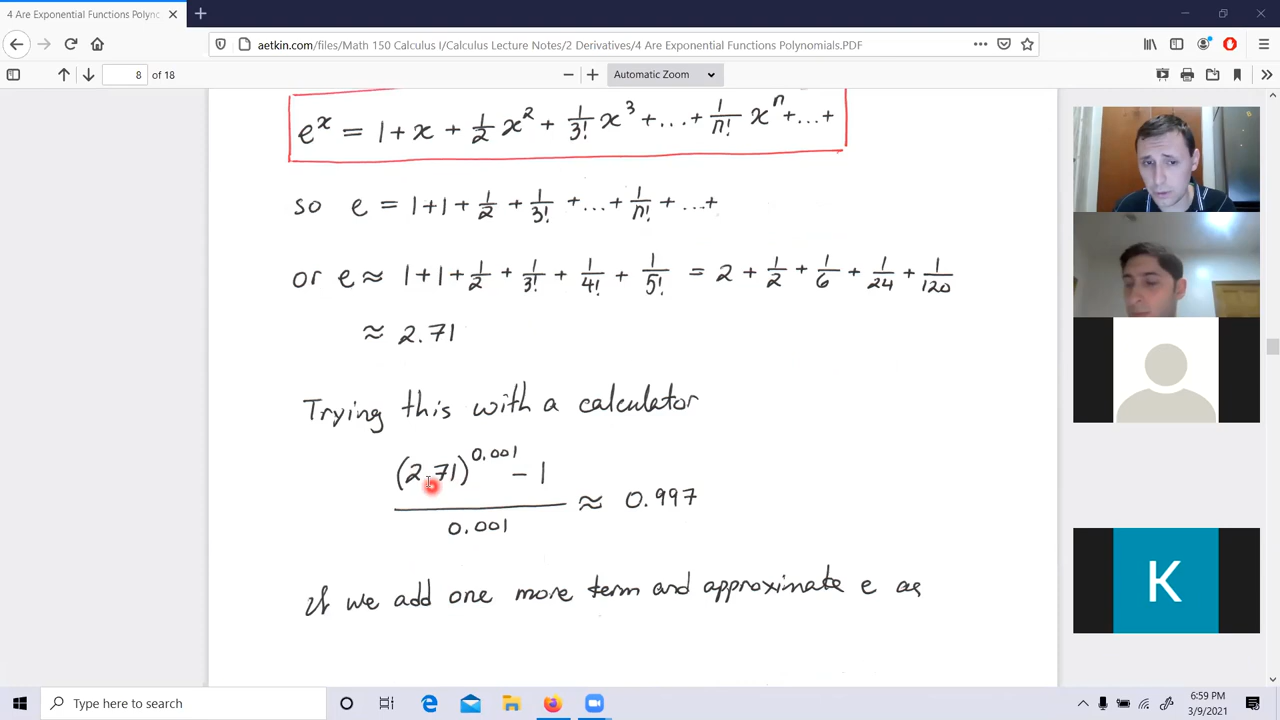 4 Are Exponential Functions Polync
aetkin.com/files/Math 150 Calculus I/Calculus Lecture Notes/2 Derivatives/4 Are Exponential Functions Polynomials.PDF
8 of 18
Automatic Zoom
e^x = 1 + x + 1/2 x^2 + 1/3! x^3 + ... + 1/n! x^n + ... +
so e = 1 + 1 + 1/2 + 1/3! + ... + 1/n! + ... +
or e ≈ 1 + 1 + 1/2 + 1/3! + 1/4! + 1/5! = 2 + 1/2 + 1/6 + 1/24 + 1/120
≈ 2.71
Trying this with a calculator
((2.71)^0.001 - 1) / 0.001 ≈ 0.997
If we add one more term and approximate e as
K
Type here to search
6:59 PM
3/9/2021